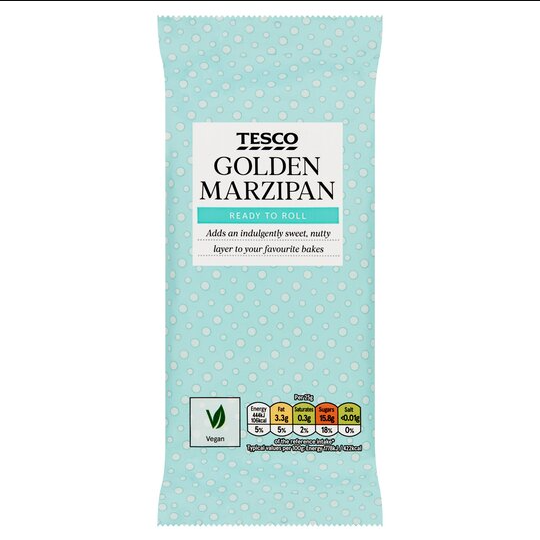 TESCO
GOLDEN
MARZIPAN
READY TO ROLL
Adds an indulgently sweet, nutty
layer to your favourite bakes
Vegan
Per 25g
Energy Fat Saturates Sugars Salt
444kJ 3.3g 0.3g 15.8g <0.01g
106kcal
5% 5% 2% 18% 0%
of the reference intake*
Typical values per 100g: Energy /422kcal